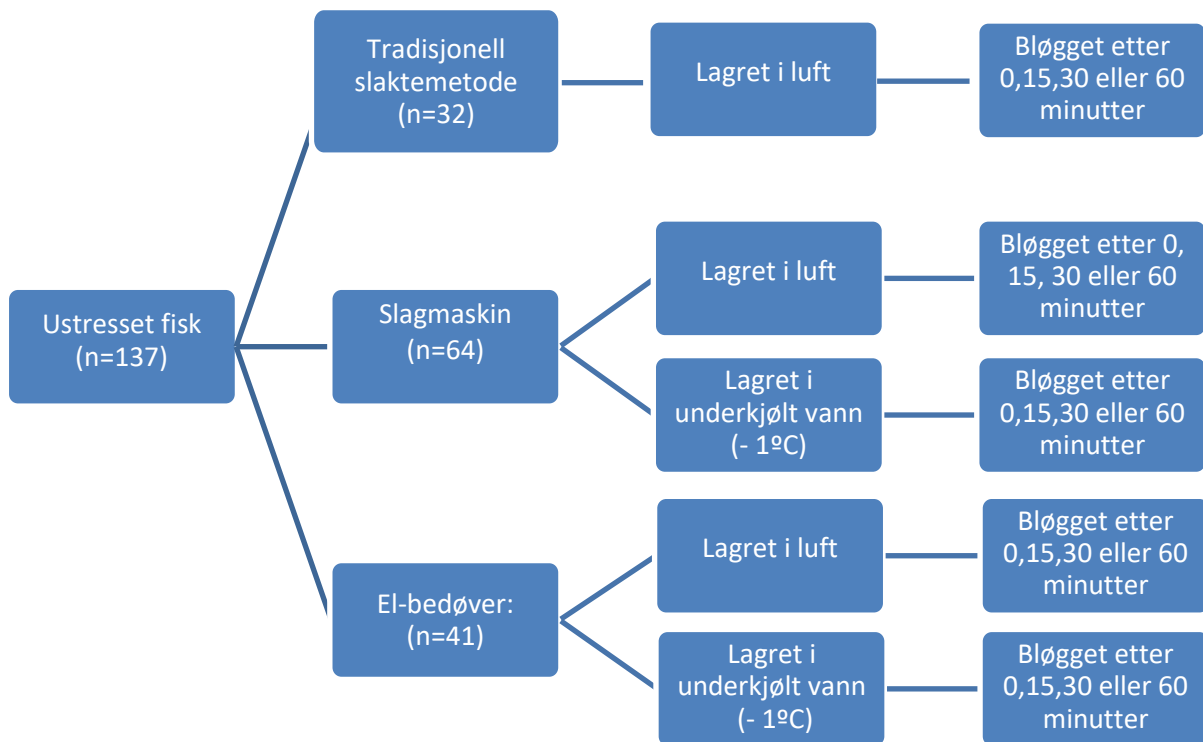 Tradisjonell
slaktemetode
(n=32)
Lagret i luft
Bløgget etter
0,15,30 eller 60
minutter
Ustresset fisk
(n=137)
Slagmaskin
(n=64)
Lagret i luft
Bløgget etter 0,
15, 30 eller 60
minutter
Lagret i
underkjølt vann
(- 1ºC)
Bløgget etter
0,15,30 eller 60
minutter
El-bedøver:
(n=41)
Lagret i luft
Bløgget etter
0,15,30 eller 60
minutter
Lagret i
underkjølt vann
(- 1ºC)
Bløgget etter
0,15,30 eller 60
minutter